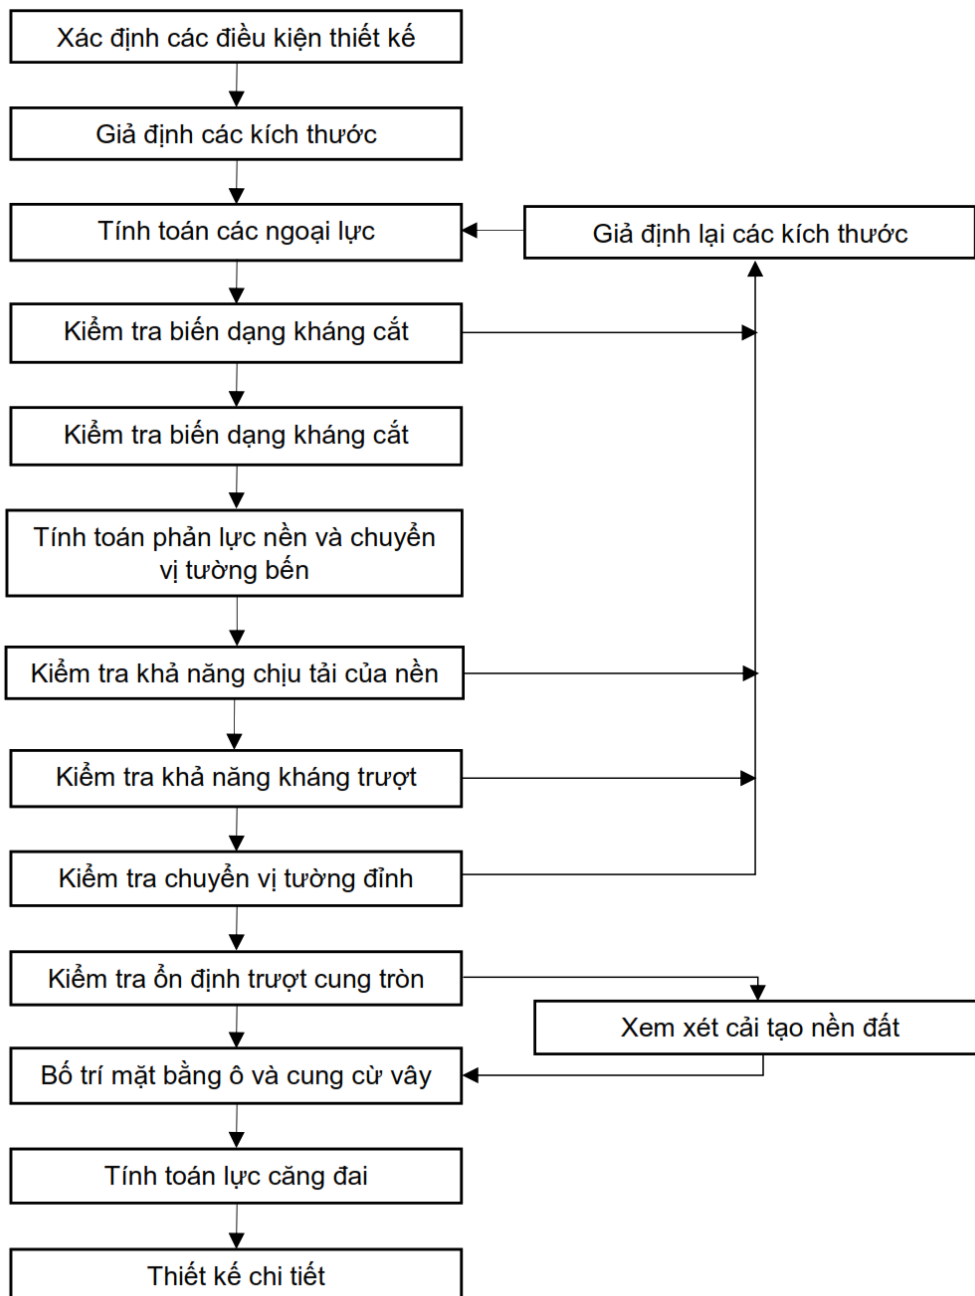 Xác định các điều kiện thiết kế
Giả định các kích thước
Tính toán các ngoại lực
Giả định lại các kích thước
Kiểm tra biến dạng kháng cắt
Kiểm tra biến dạng kháng cắt
Tính toán phản lực nền và chuyển
vị tường bến
Kiểm tra khả năng chịu tải của nền
Kiểm tra khả năng kháng trượt
Kiểm tra chuyển vị tường đỉnh
Kiểm tra ổn định trượt cung tròn
Xem xét cải tạo nền đất
Bố trí mặt bằng ô và cung cừ vây
Tính toán lực căng đai
Thiết kế chi tiết